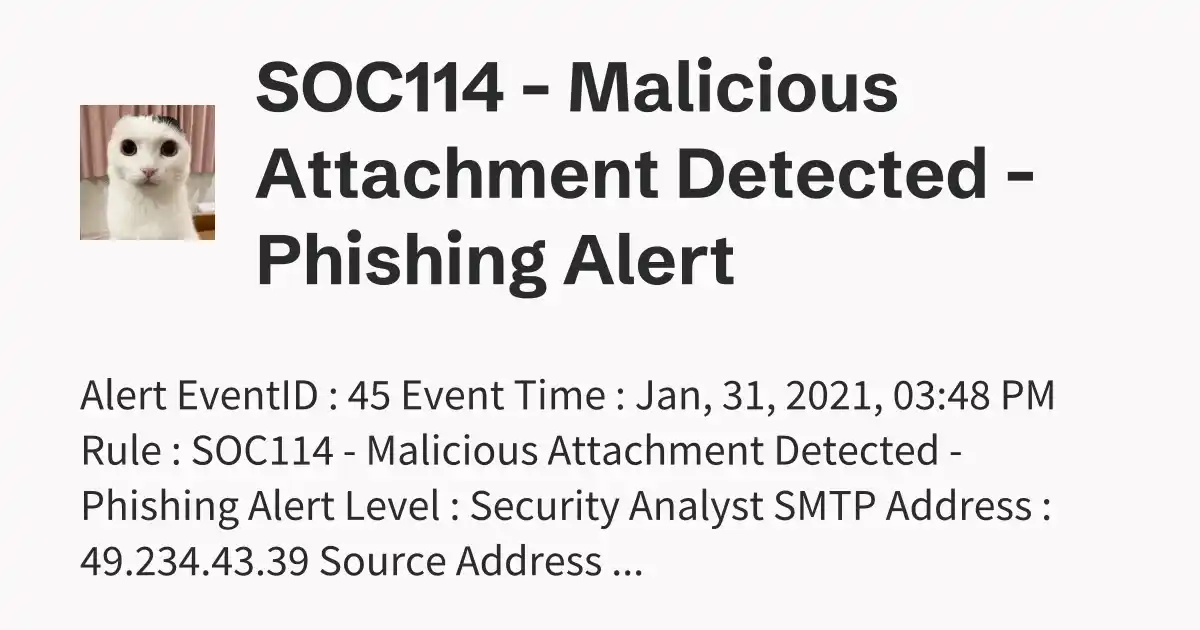 SOC114 - Malicious
Attachment Detected -
Phishing Alert
Alert EventID : 45 Event Time : Jan, 31, 2021, 03:48 PM
Rule : SOC114 - Malicious Attachment Detected -
Phishing Alert Level : Security Analyst SMTP Address :
49.234.43.39 Source Address ...